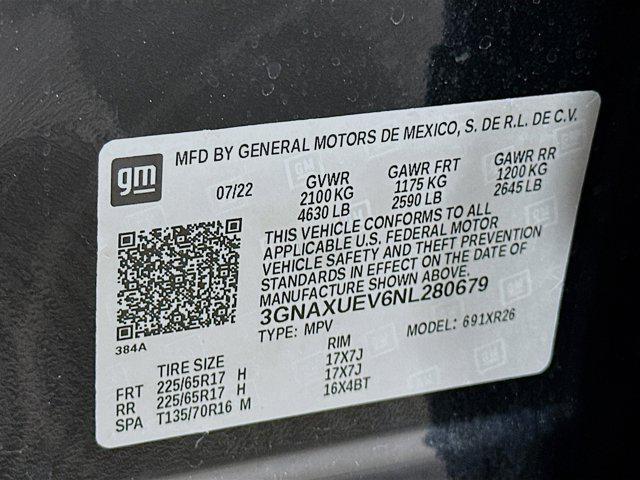 MFD BY GENERAL MOTORS DE MEXICO, S. DE R.L. DE C.V.
gm
07/22 GVWR GAWR FRT GAWR RR
2100 KG 1175 KG 1200 KG
4630 LB 2590 LB 2645 LB
THIS VEHICLE CONFORMS TO ALL
APPLICABLE U.S. FEDERAL MOTOR
VEHICLE SAFETY AND THEFT PREVENTION
STANDARDS IN EFFECT ON THE DATE OF
MANUFACTURE SHOWN ABOVE.
3GNAXUEV6NL280679
TYPE: MPV MODEL: 691XR26
384A
TIRE SIZE RIM
FRT 225/65R17 H 17X7J
RR 225/65R17 H 17X7J
SPA T135/70R16 M 16X4BT